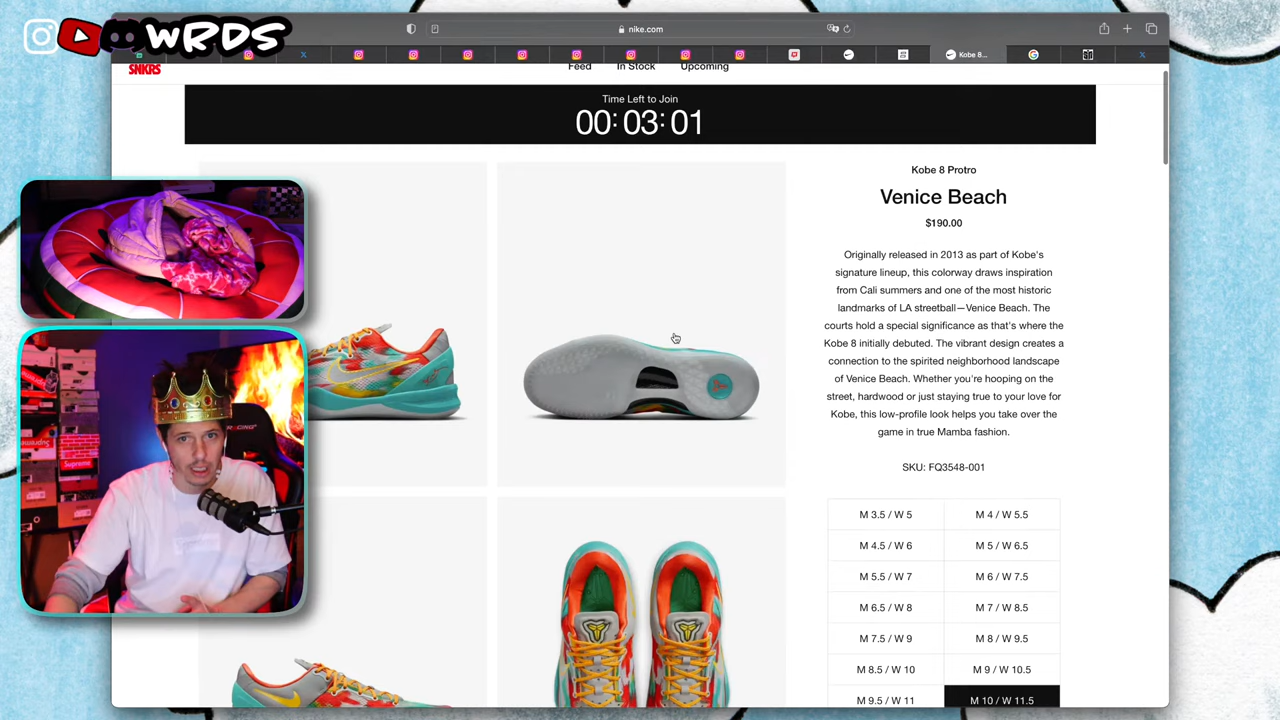 WRDS
nike.com
Kobe 8...
SNKRS
Feed
In Stock
Upcoming
Time Left to Join
00:03:01
Kobe 8 Protro
Venice Beach
$190.00
Originally released in 2013 as part of Kobe's
signature lineup, this colorway draws inspiration
from Cali summers and one of the most historic
landmarks of LA streetball—Venice Beach. The
courts hold a special significance as that's where the
Kobe 8 initially debuted. The vibrant design creates a
connection to the spirited neighborhood landscape
of Venice Beach. Whether you're hooping on the
street, hardwood or just staying true to your love for
Kobe, this low-profile look helps you take over the
game in true Mamba fashion.
SKU: FQ3548-001
M 3.5 / W 5
M 4 / W 5.5
M 4.5 / W 6
M 5 / W 6.5
M 5.5 / W 7
M 6 / W 7.5
M 6.5 / W 8
M 7 / W 8.5
M 7.5 / W 9
M 8 / W 9.5
M 8.5 / W 10
M 9 / W 10.5
M 9.5 / W 11
M 10 / W 11.5
Supreme
RACING